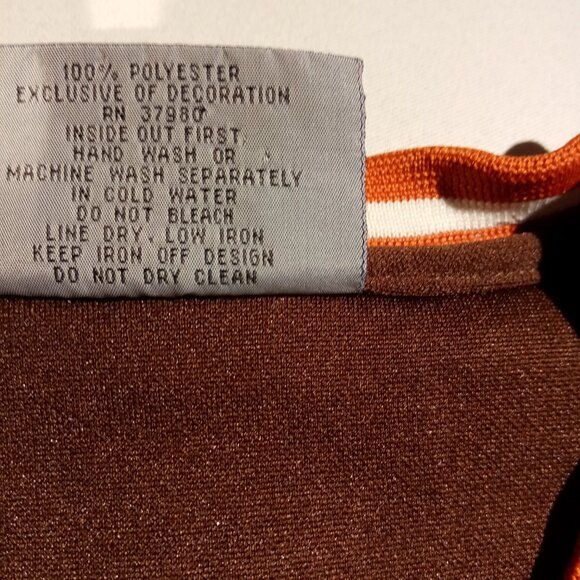 100% POLYESTER
EXCLUSIVE OF DECORATION
RN 37980
INSIDE OUT FIRST.
HAND WASH OR
MACHINE WASH SEPARATELY
IN COLD WATER
DO NOT BLEACH
LINE DRY. LOW IRON
KEEP IRON OFF DESIGN
DO NOT DRY CLEAN